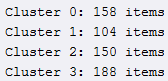 Cluster 0: 158 items
Cluster 1: 104 items
Cluster 2: 150 items
Cluster 3: 188 items